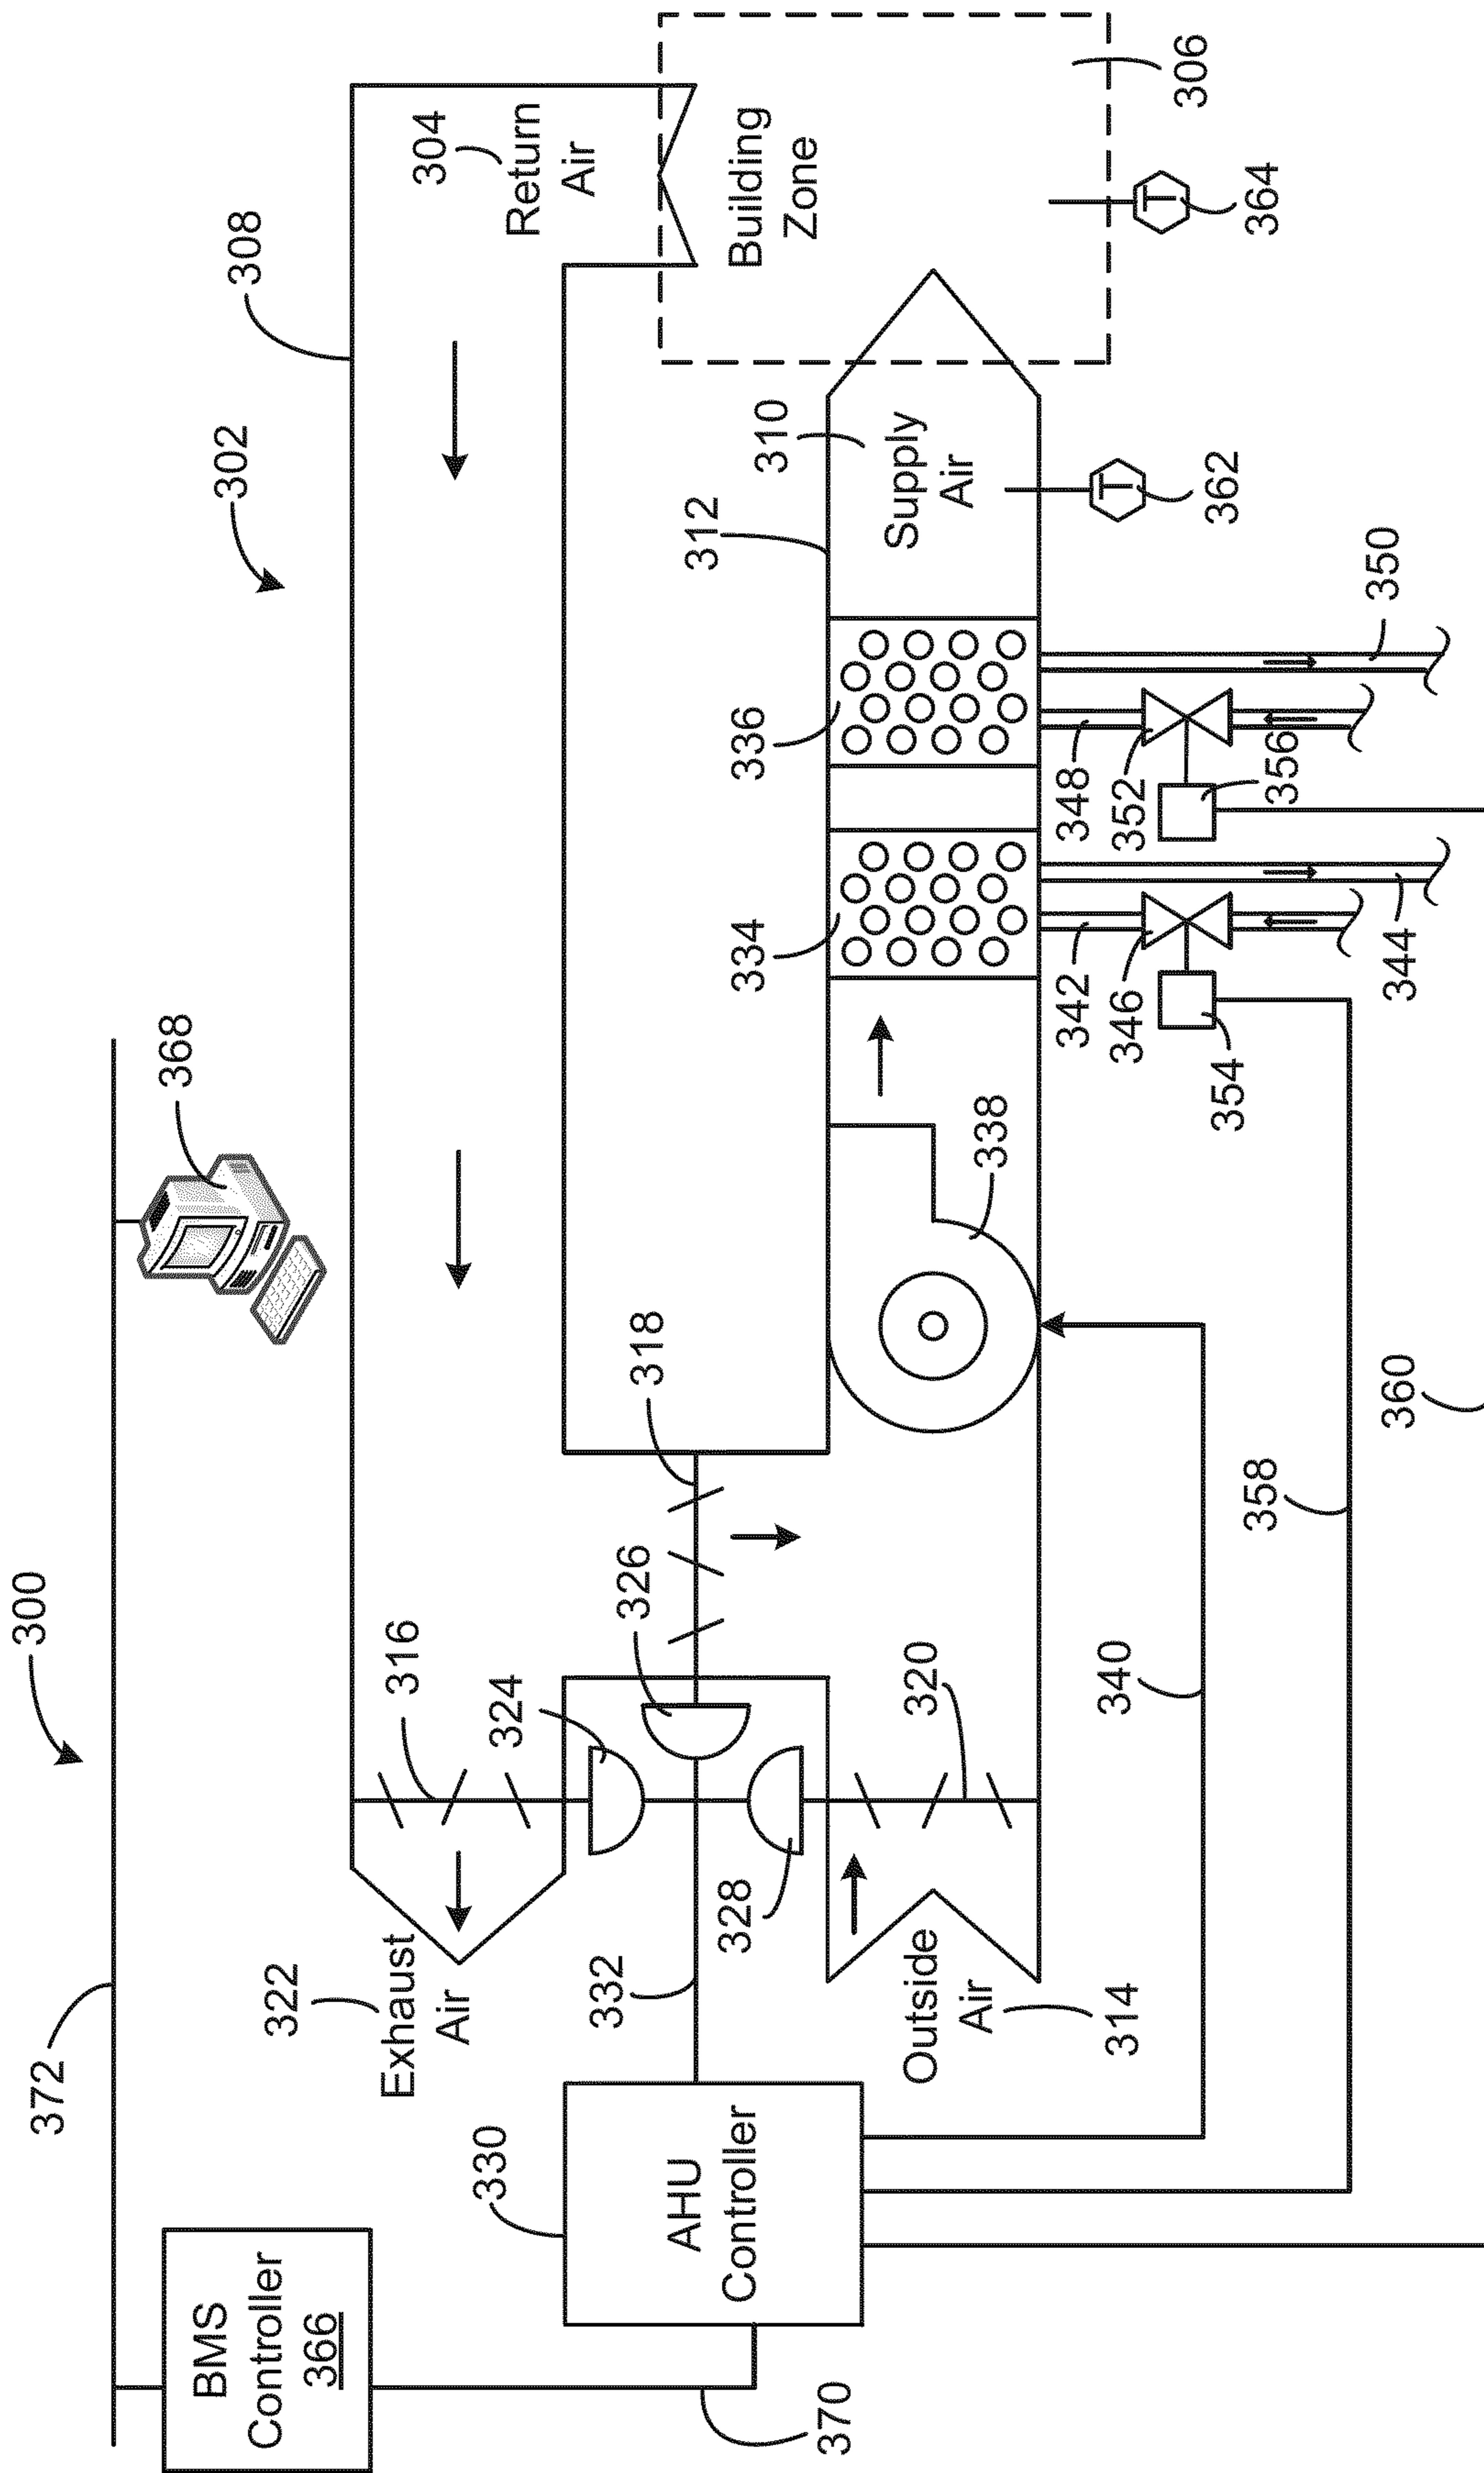 300
372
BMS
Controller
366
368
302
308
304
Return
Air
316
322
Exhaust
Air
324
318
326
330
AHU
Controller
332
328
370
Building
Zone
306
364
312
310
Supply
Air
334
336
338
Outside
Air
314
320
362
342
348
346
352
354
356
344
350
340
358
360
T
T